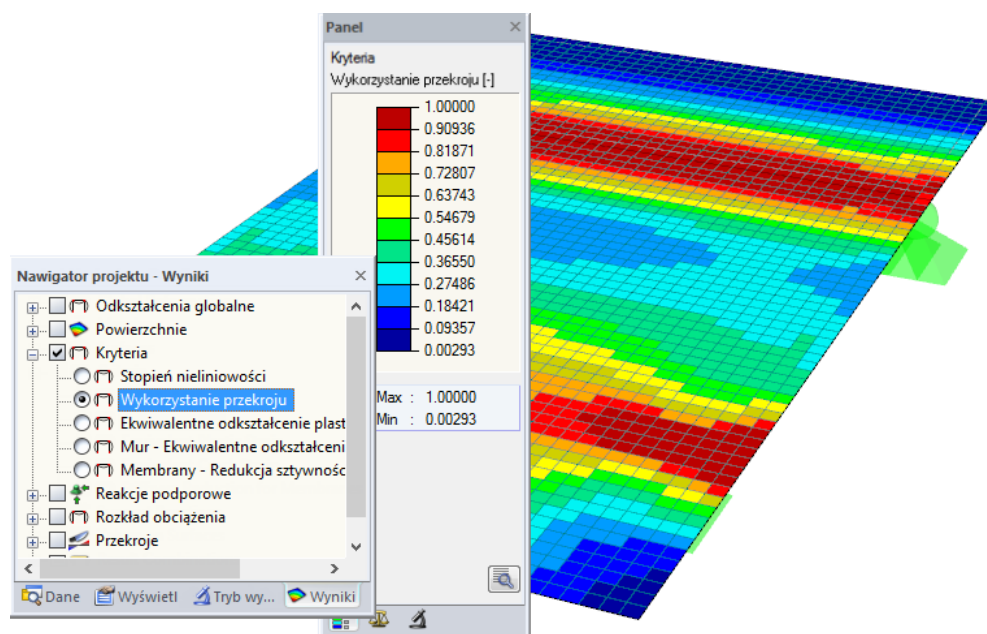 Panel
Kryteria
Wykorzystanie przekroju [-]
1.00000
0.90936
0.81871
0.72807
0.63743
0.54679
0.45614
0.36550
0.27486
0.18421
0.09357
0.00293
Max : 1.00000
Min : 0.00293
Nawigator projektu - Wyniki
Odkształcenia globalne
Powierzchnie
Kryteria
Stopień nieliniowości
Wykorzystanie przekroju
Ekwiwalentne odkształcenie plast
Mur - Ekwiwalentne odkształceni
Membrany - Redukcja sztywnośc
Reakcje podporowe
Rozkład obciążenia
Przekroje
Dane Wyświetl Tryb wy... Wyniki